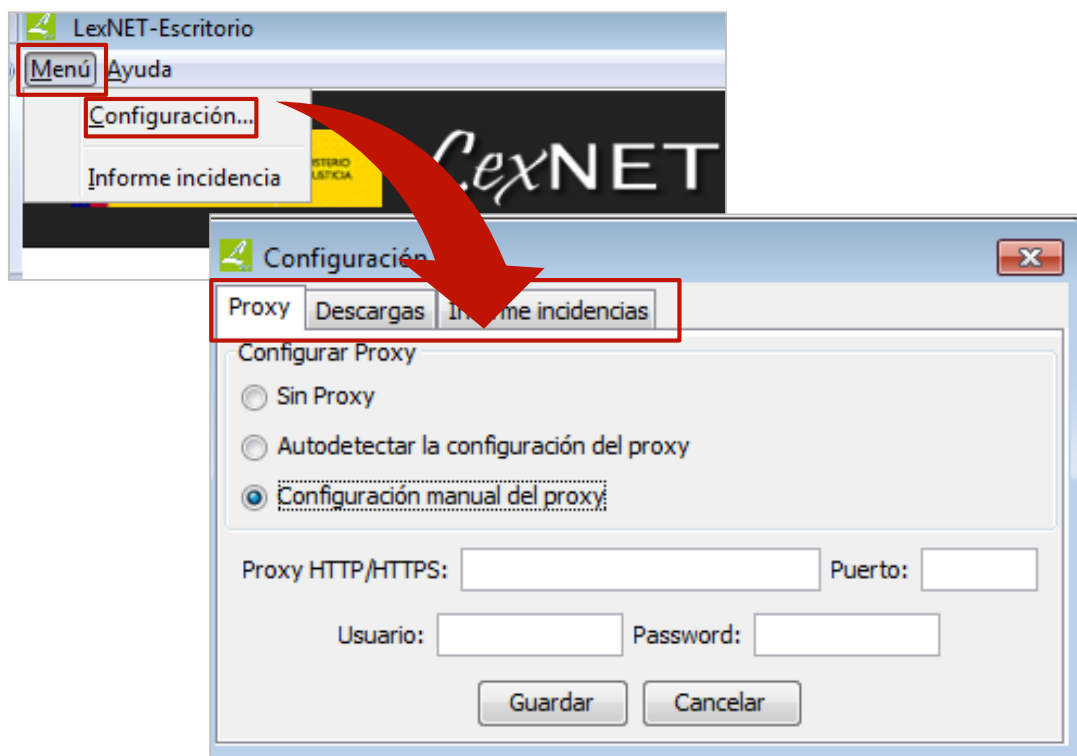 LexNET-Escritorio
Menú Ayuda
Configuración...
Informe incidencia
LexNET
Configuración
Proxy Descargas incidencias
Configurar Proxy
Sin Proxy
Autodetectar la configuración del proxy
Configuración manual del proxy
Proxy HTTP/HTTPS: Puerto:
Usuario: Password:
Guardar Cancelar